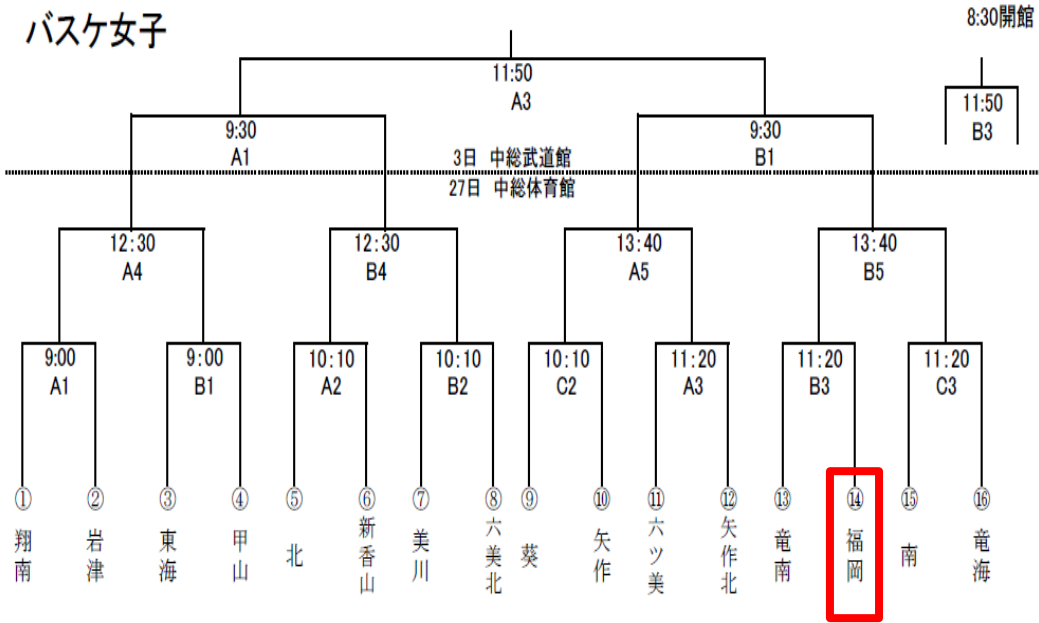 バスケ女子
8:30開館
11:50
A3
11:50
B3
9:30
A1
9:30
B1
3日 中総武道館
27日 中総体育館
12:30
A4
12:30
B4
13:40
A5
13:40
B5
9:00
A1
9:00
B1
10:10
A2
10:10
B2
10:10
C2
11:20
A3
11:20
B3
11:20
C3
① 翔南
② 岩津
③ 東海
④ 甲山
⑤ 北
⑥ 新香山
⑦ 美川
⑧ 六美北
⑨ 葵
⑩ 矢作
⑪ 六ツ美
⑫ 矢作北
⑬ 竜南
⑭ 福岡
⑮ 南
⑯ 竜海